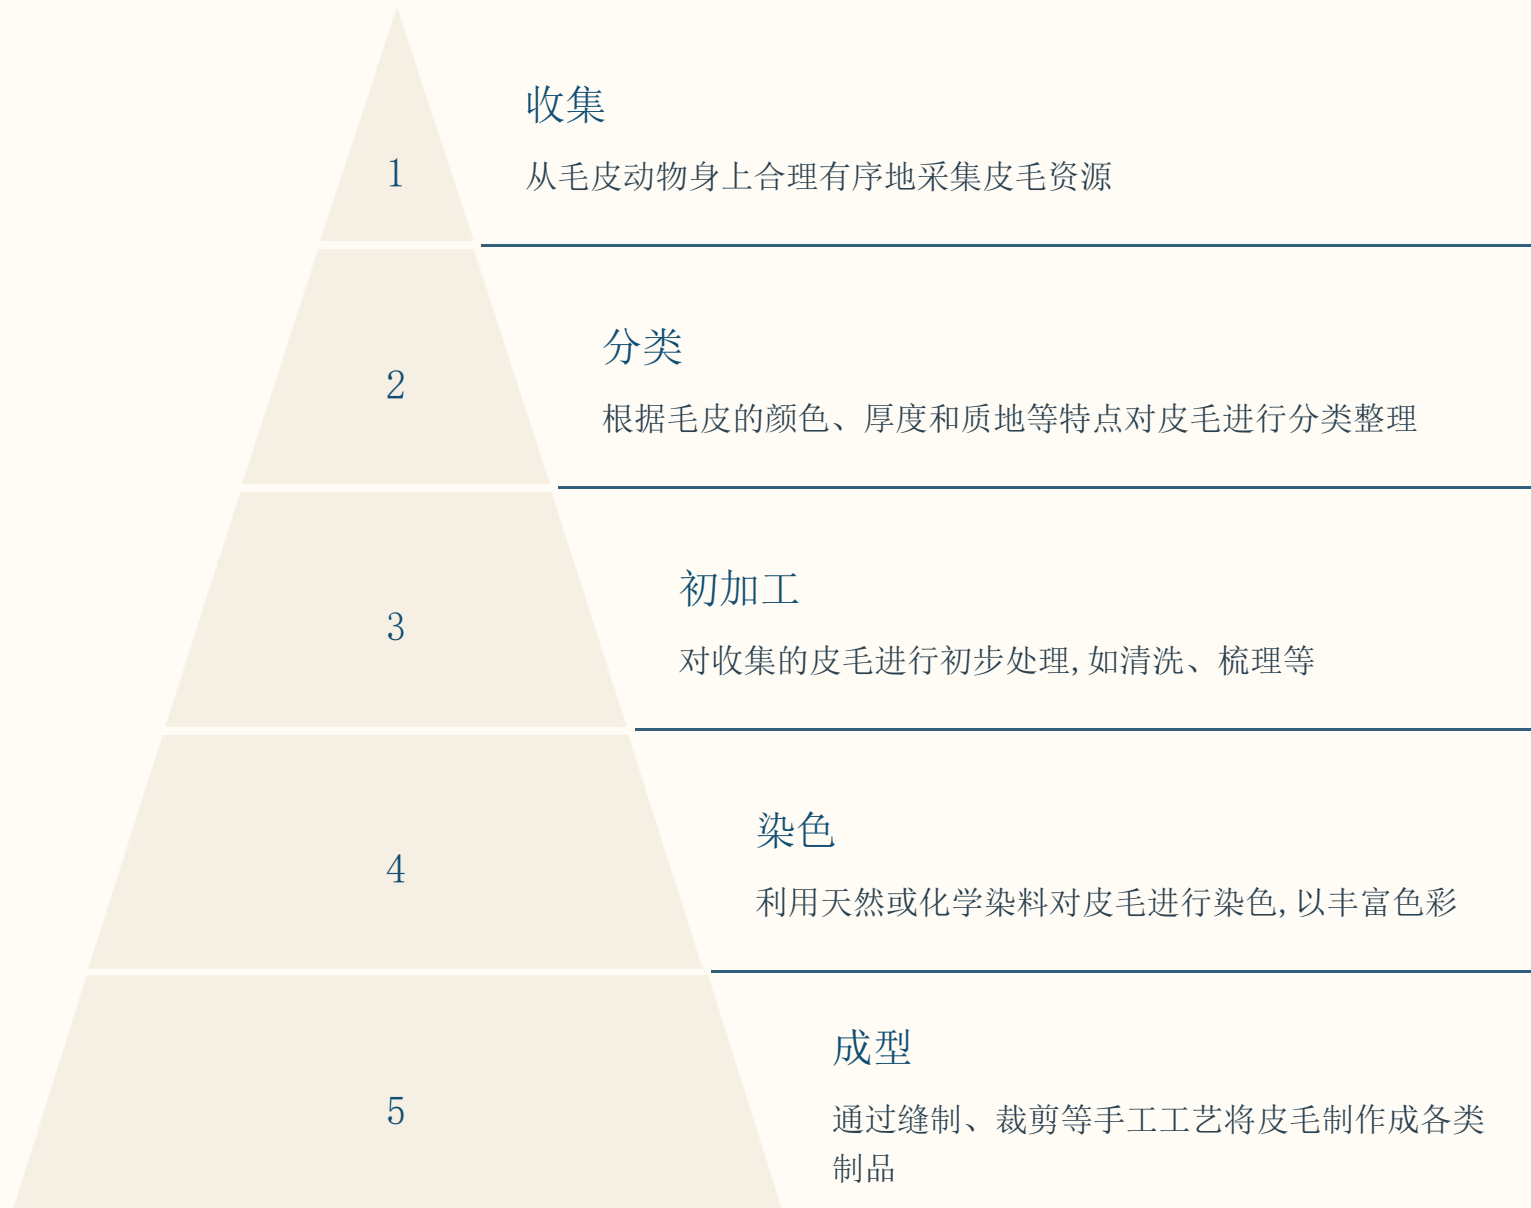 收集
1
从毛皮动物身上合理有序地采集皮毛资源
分类
2
根据毛皮的颜色、厚度和质地等特点对皮毛进行分类整理
初加工
3
对收集的皮毛进行初步处理,如清洗、梳理等
染色
4
利用天然或化学染料对皮毛进行染色,以丰富色彩
成型
5
通过缝制、裁剪等手工工艺将皮毛制作成各类
制品